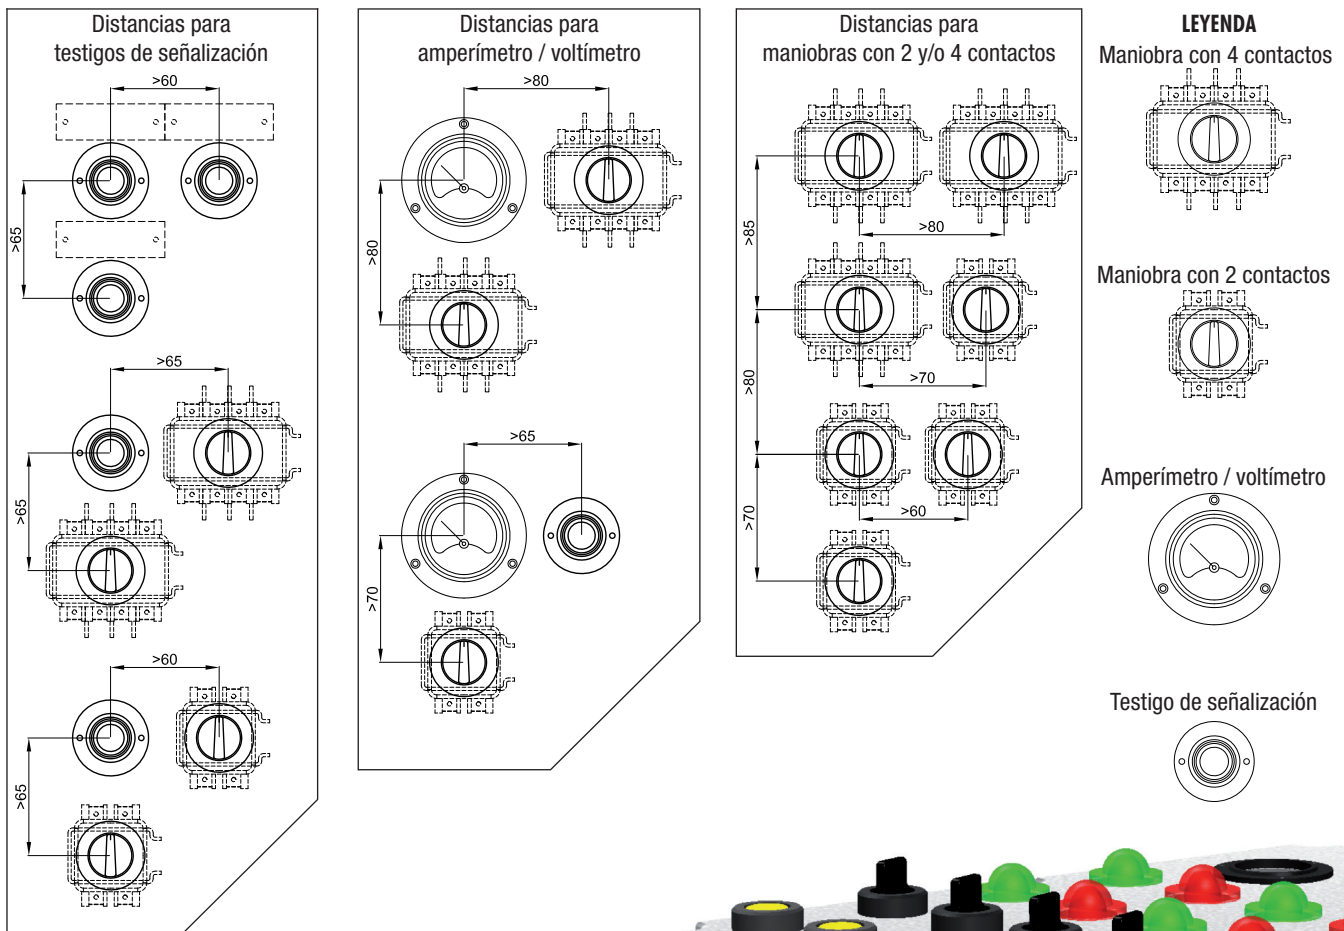 Distancias para
testigos de señalización
>60
>65
>65
>65
>60
>65
Distancias para
amperímetro / voltímetro
>80
>80
>65
>70
Distancias para
maniobras con 2 y/o 4 contactos
>85
>80
>80
>70
>70
>60
LEYENDA
Maniobra con 4 contactos
Maniobra con 2 contactos
Amperímetro / voltímetro
Testigo de señalización